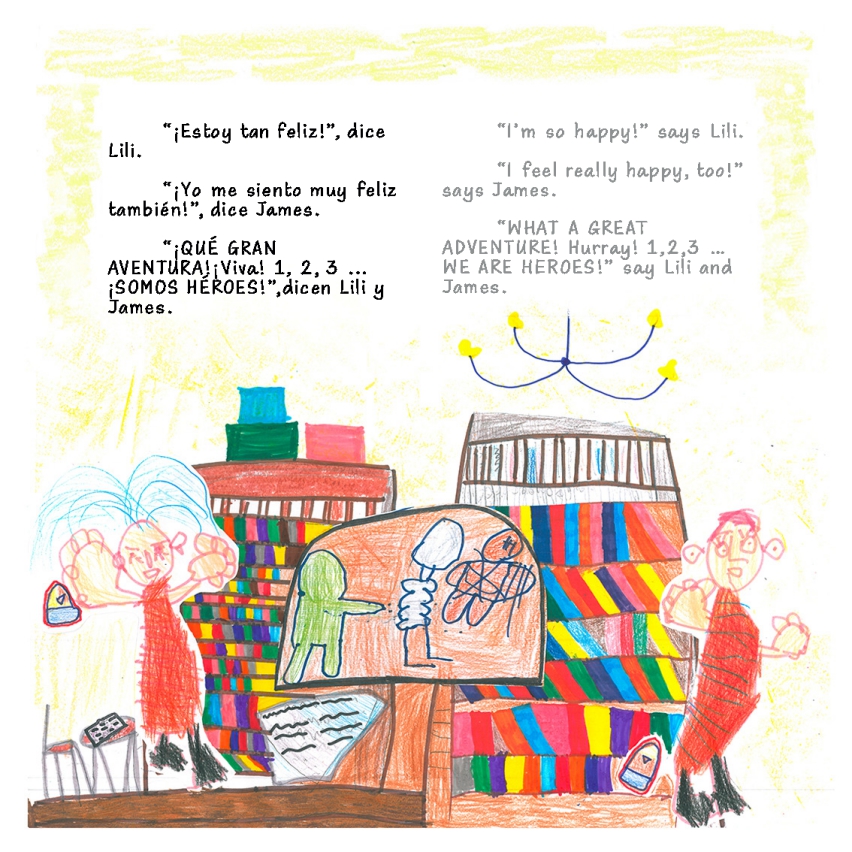 “¡Estoy tan feliz!”, dice
Lili.
“¡Yo me siento muy feliz
también!”, dice James.
“¡QUÉ GRAN
AVENTURA!¡Viva! 1, 2, 3 ...
¡SOMOS HÉROES!”,dicen Lili y
James.
“I’m so happy!” says Lili.
“I feel really happy, too!”
says James.
“WHAT A GREAT
ADVENTURE! Hurray! 1,2,3 ...
WE ARE HEROES!” say Lili and
James.